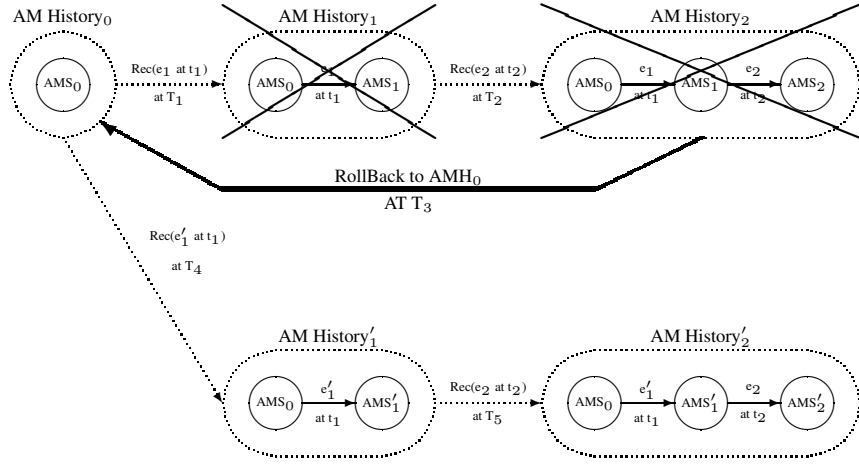 AM History₀
AM History₁
AM History₂
AMS₀
Rec(e₁ at t₁)
at T₁
AMS₀
e₁
at t₁
AMS₁
Rec(e₂ at t₂)
at T₂
AMS₀
e₁
at t₁
AMS₁
e₂
at t₂
AMS₂
RollBack to AMH₀
AT T₃
Rec(e′₁ at t₁)
at T₄
AM History′₁
AM History′₂
AMS₀
e′₁
at t₁
AMS′₁
Rec(e₂ at t₂)
at T₅
AMS₀
e′₁
at t₁
AMS′₁
e₂
at t₂
AMS′₂